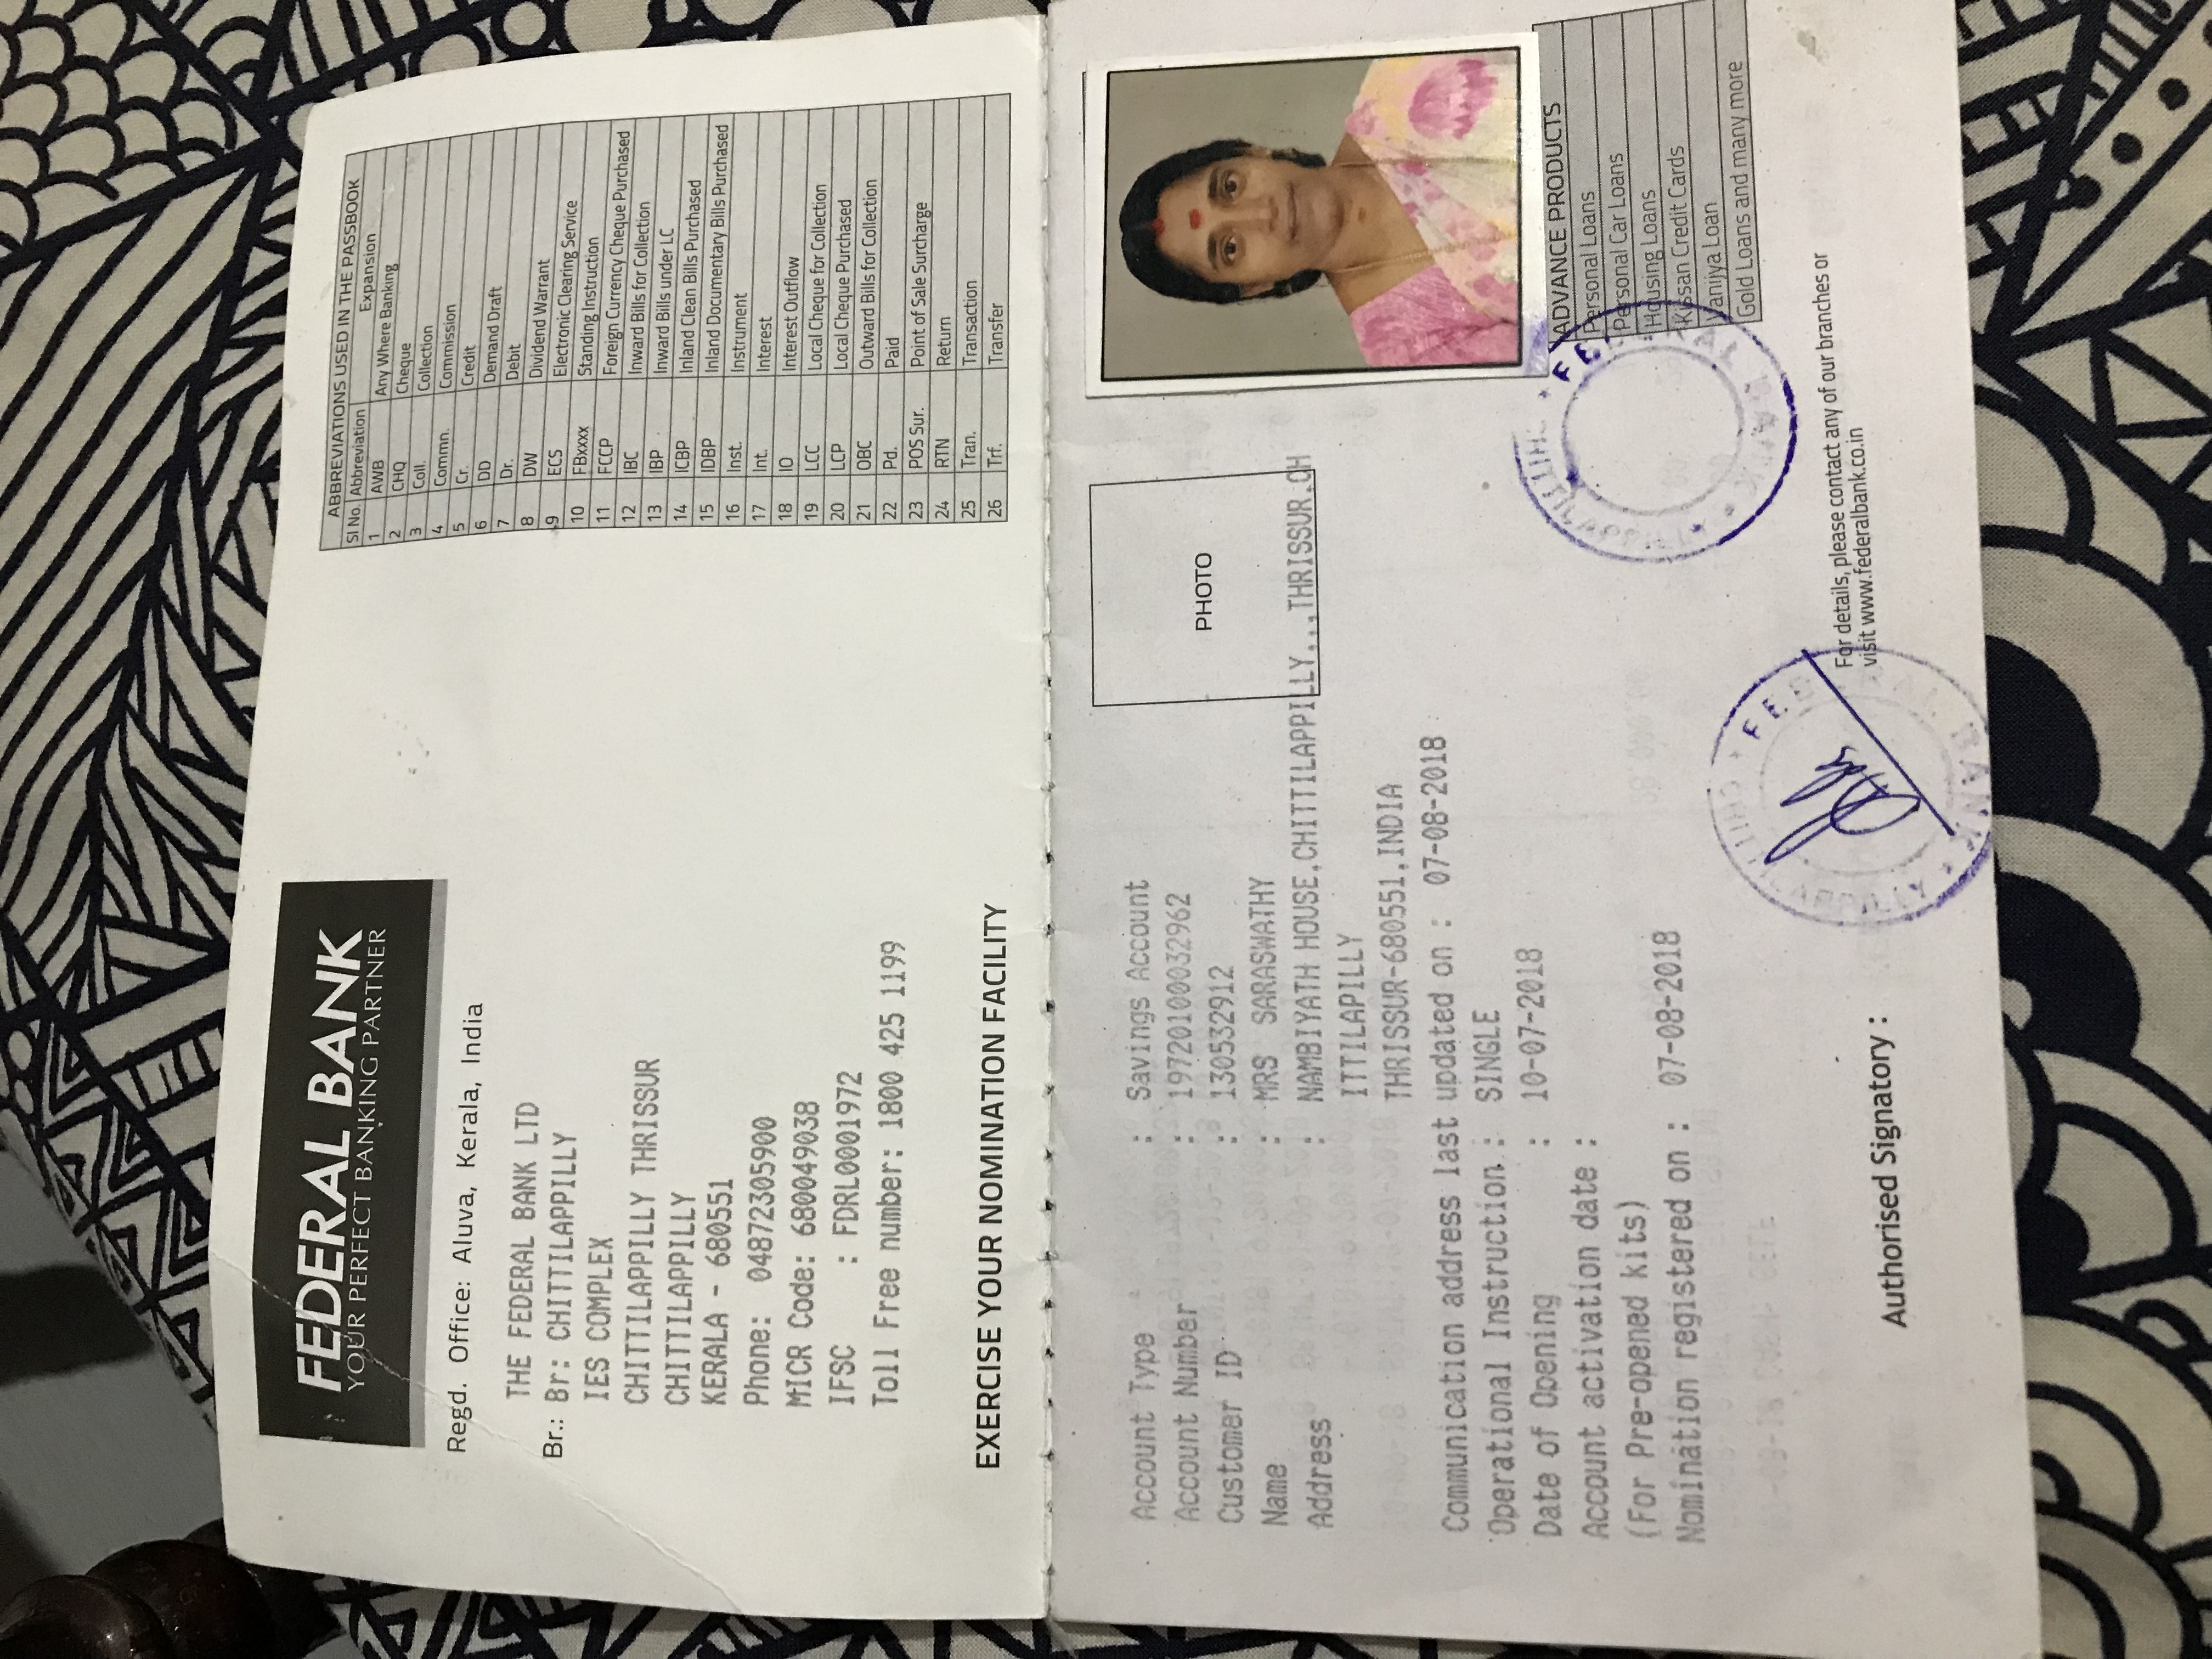 FEDERAL BANK
YOUR PERFECT BANKING PARTNER
Regd. Office: Aluva, Kerala, India
THE FEDERAL BANK LTD
Br.: Br: CHITTILAPPILLY
IES COMPLEX
CHITTILAPPILLY THRISSUR
CHITTILAPPILLY
KERALA - 680551
Phone: 04872305900
MICR Code: 680049038
IFSC : FDRL0001972
Toll Free number: 1800 425 1199
EXERCISE YOUR NOMINATION FACILITY
ABBREVIATIONS USED IN THE PASSBOOK
Sl No. Abbreviation Expansion
1 AWB Any Where Banking
2 CHQ Cheque
3 Coll. Collection
4 Commn. Commission
5 Cr. Credit
6 DD Demand Draft
7 Dr. Debit
8 DW Dividend Warrant
9 ECS Electronic Clearing Service
10 FBxxxx Standing Instruction
11 FCCP Foreign Currency Cheque Purchased
12 IBC Inward Bills for Collection
13 IBP Inward Bills under LC
14 ICBP Inland Clean Bills Purchased
15 IDBP Inland Documentary Bills Purchased
16 Inst. Instrument
17 Int. Interest
18 IO Interest Outflow
19 LCC Local Cheque for Collection
20 LCP Local Cheque Purchased
21 OBC Outward Bills for Collection
22 Pd. Paid
23 POS Sur. Point of Sale Surcharge
24 RTN Return
25 Tran. Transaction
26 Trf. Transfer
Account Type : Savings Account
Account Number : 19720100032962
Customer ID : 130532912
Name : MRS SARASWATHY
Address : NAMBIYATH HOUSE,CHITTILAPPILLY,,,THRISSUR,CH
ITTILAPILLY
THRISSUR-680551,INDIA
Communication address last updated on : 07-08-2018
Operational Instruction : SINGLE
Date of Opening : 10-07-2018
Account activation date :
(For Pre-opened kits)
Nomination registered on : 07-08-2018
PHOTO
Authorised Signatory :
For details, please contact any of our branches or
visit www.federalbank.co.in
ADVANCE PRODUCTS
Personal Loans
Personal Car Loans
Housing Loans
Kissan Credit Cards
Vanijya Loan
Gold Loans and many more